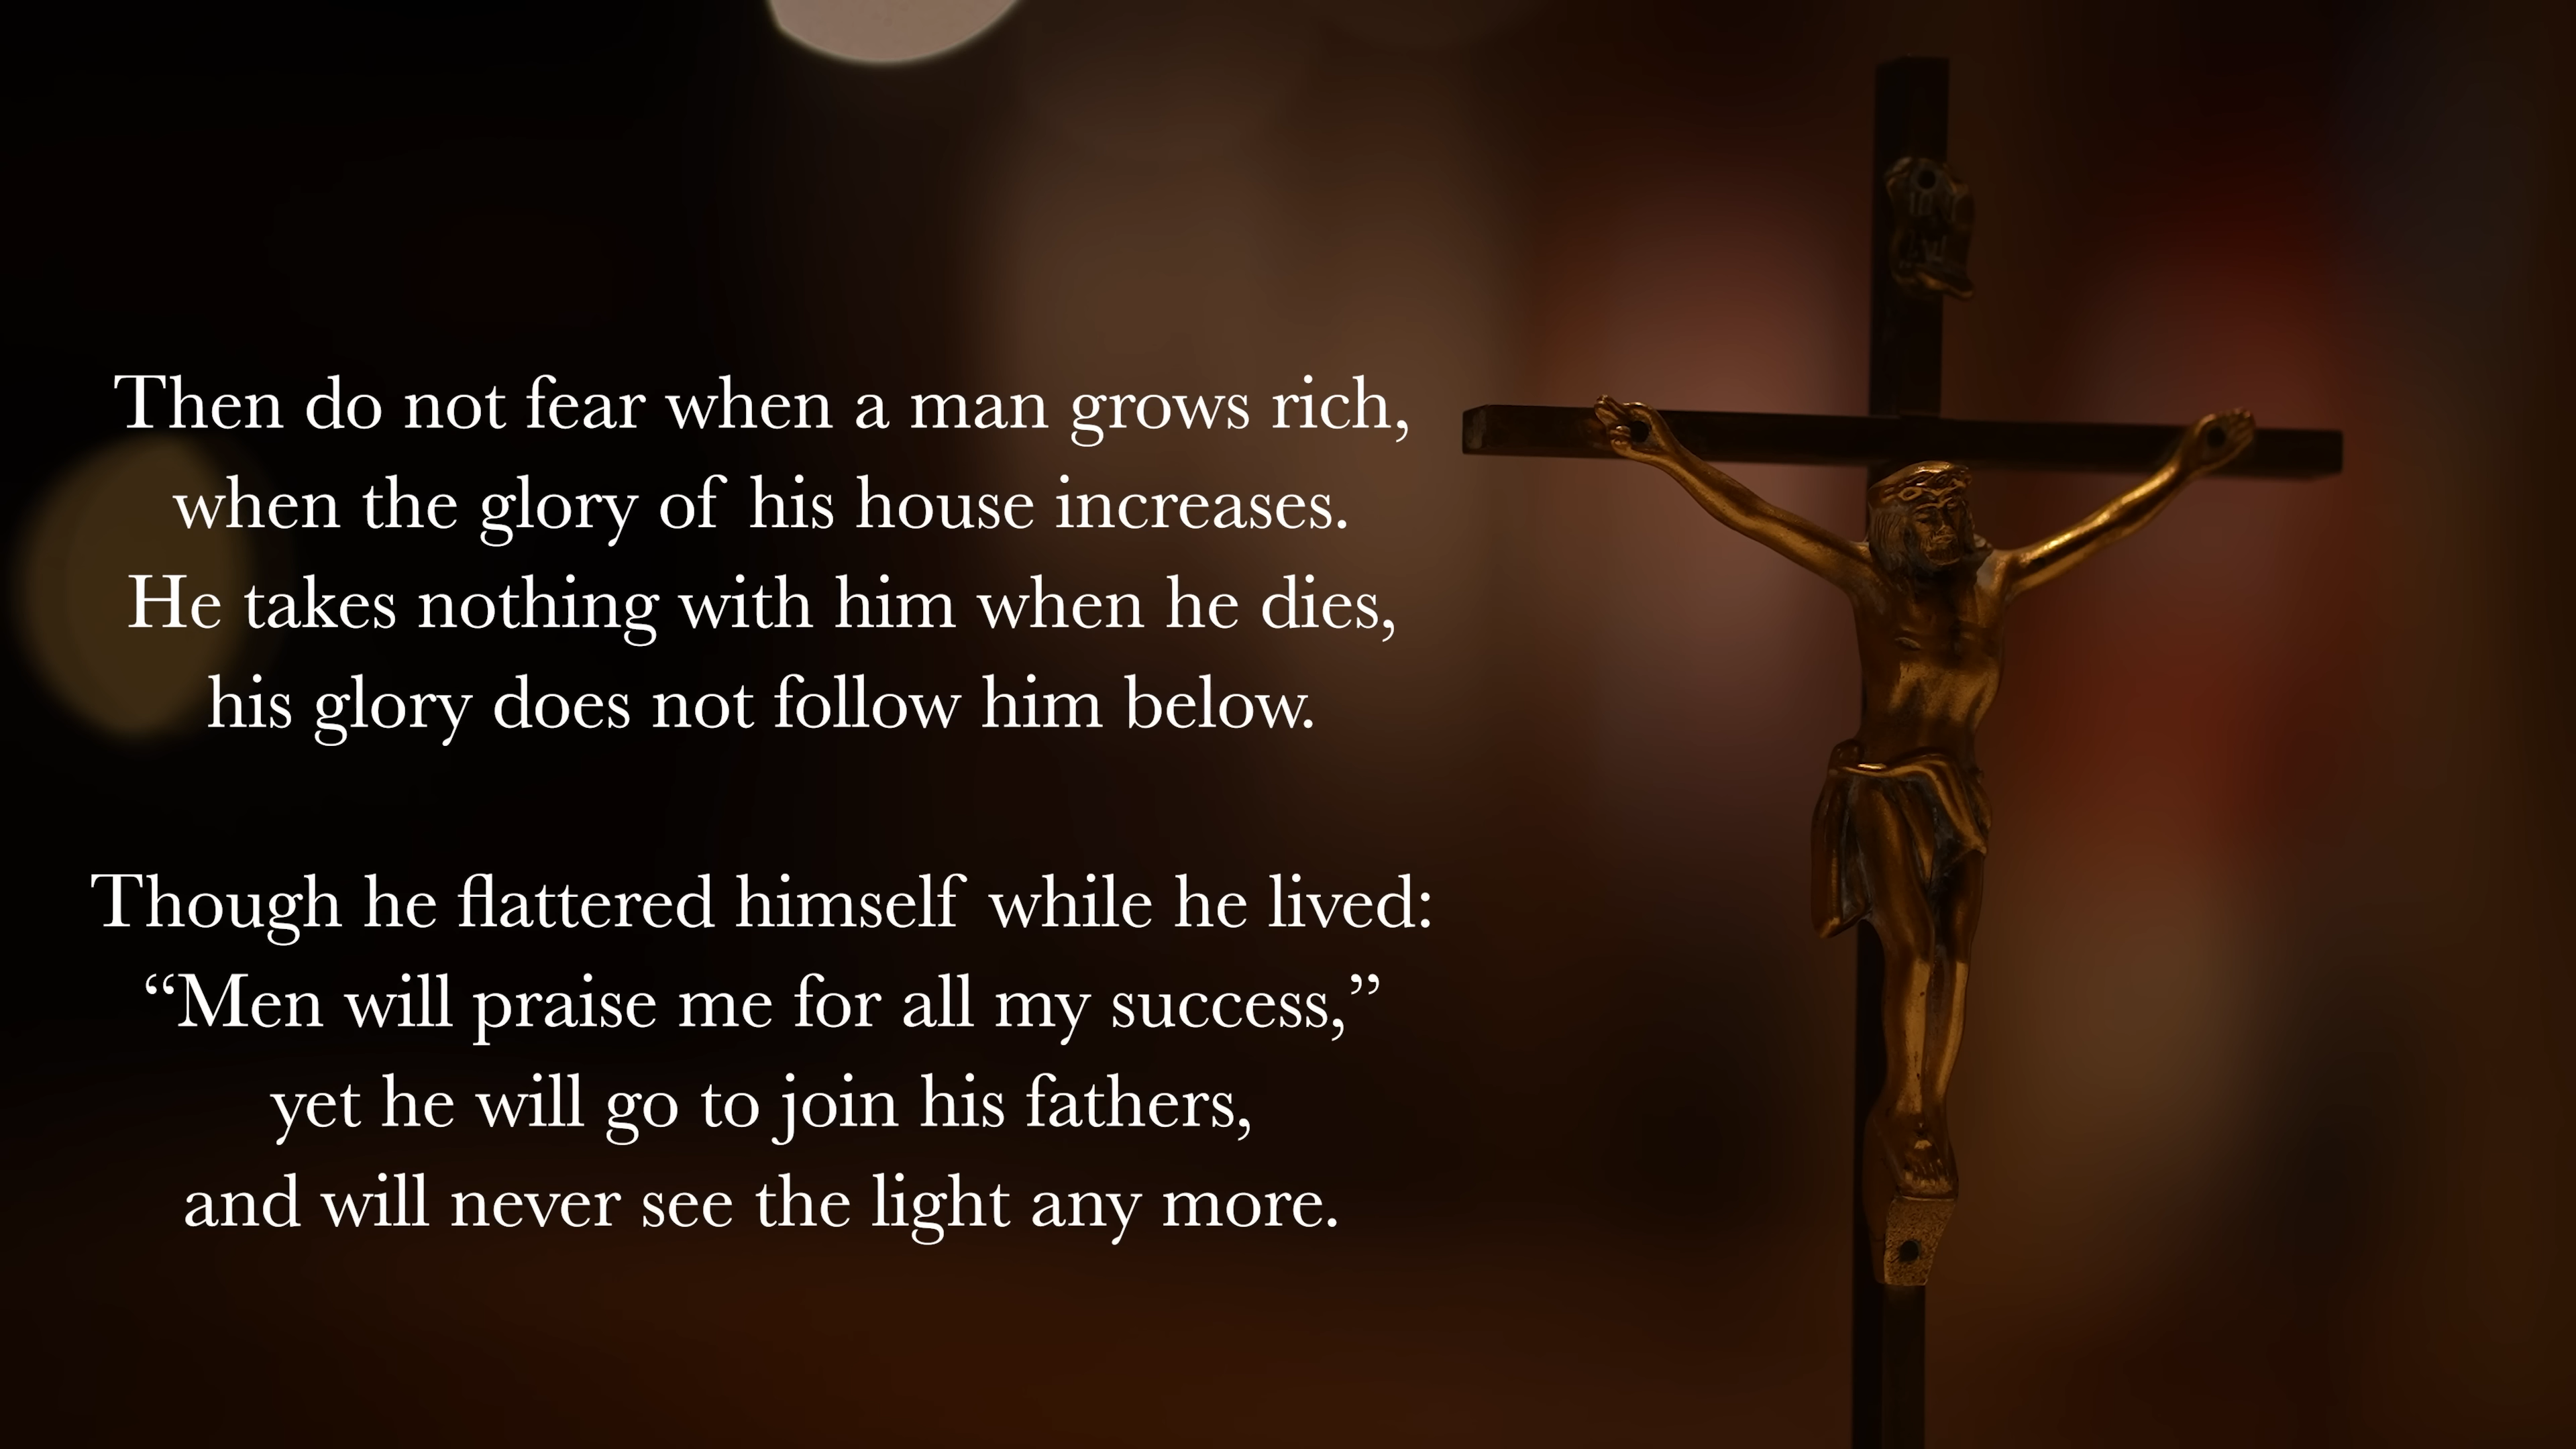 Then do not fear when a man grows rich,
when the glory of his house increases.
He takes nothing with him when he dies,
his glory does not follow him below.
Though he flattered himself while he lived:
“Men will praise me for all my success,”
yet he will go to join his fathers,
and will never see the light any more.